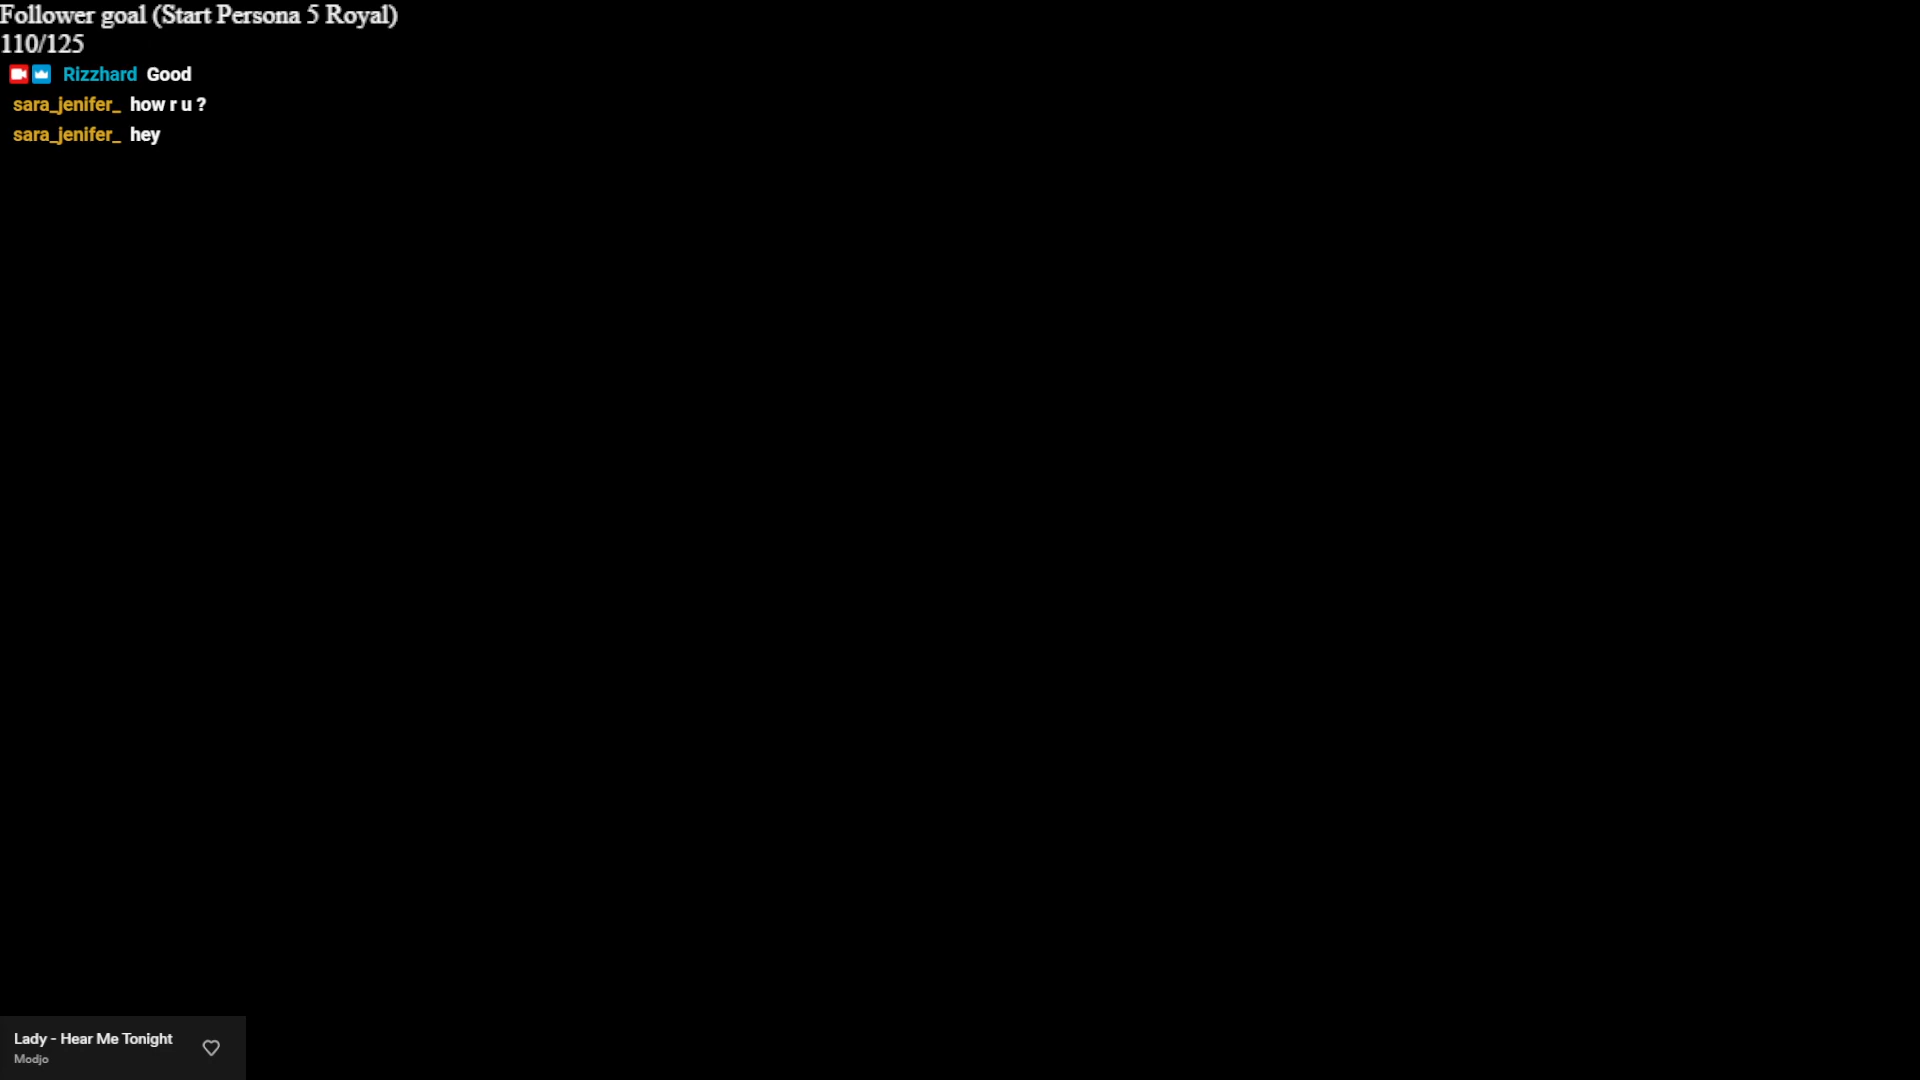 Follower goal (Start Persona 5 Royal)
110/125
Rizzhard Good
sara_jenifer_ how r u ?
sara_jenifer_ hey
Lady - Hear Me Tonight
Modjo